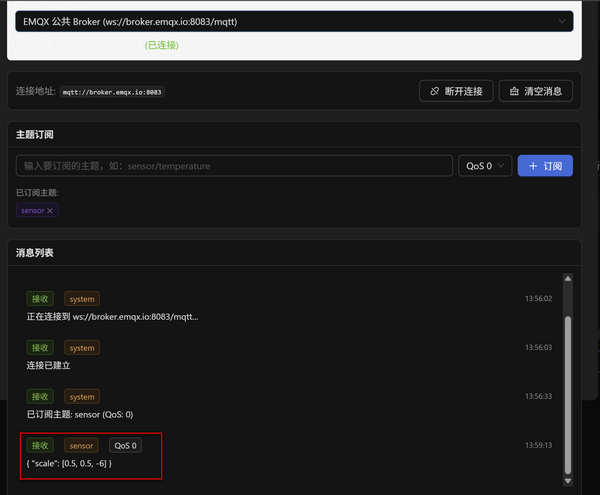 EMQX 公共 Broker (ws://broker.emqx.io:8083/mqtt)
(已连接)
连接地址: mqtt://broker.emqx.io:8083
断开连接
清空消息
主题订阅
输入要订阅的主题，如：sensor/temperature
QoS 0
订阅
已订阅主题:
sensor
消息列表
接收 system 13:56:02
正在连接到 ws://broker.emqx.io:8083/mqtt...
接收 system 13:56:03
连接已建立
接收 system 13:56:33
已订阅主题: sensor (QoS: 0)
接收 sensor QoS 0 13:59:13
{ "scale": [0.5, 0.5, -6] }